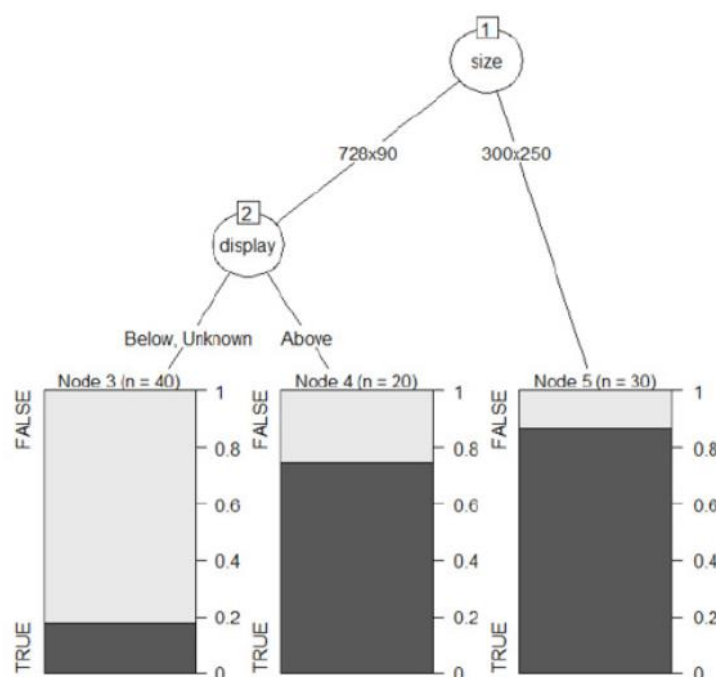 1
size
728x90
300x250
2
display
Below, Unknown
Above
Node 3 (n = 40)
FALSE
TRUE
1
0.8
0.6
0.4
0.2
0
Node 4 (n = 20)
FALSE
TRUE
1
0.8
0.6
0.4
0.2
0
Node 5 (n = 30)
FALSE
TRUE
1
0.8
0.6
0.4
0.2
0